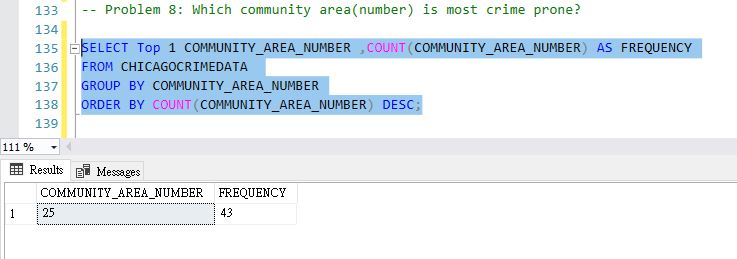 133 -- Problem 8: Which community area(number) is most crime prone?
134
135 SELECT Top 1 COMMUNITY_AREA_NUMBER ,COUNT(COMMUNITY_AREA_NUMBER) AS FREQUENCY
136 FROM CHICAGOCRIMEDATA
137 GROUP BY COMMUNITY_AREA_NUMBER
138 ORDER BY COUNT(COMMUNITY_AREA_NUMBER) DESC;
139
111 %
Results Messages
COMMUNITY_AREA_NUMBER FREQUENCY
1 25 43